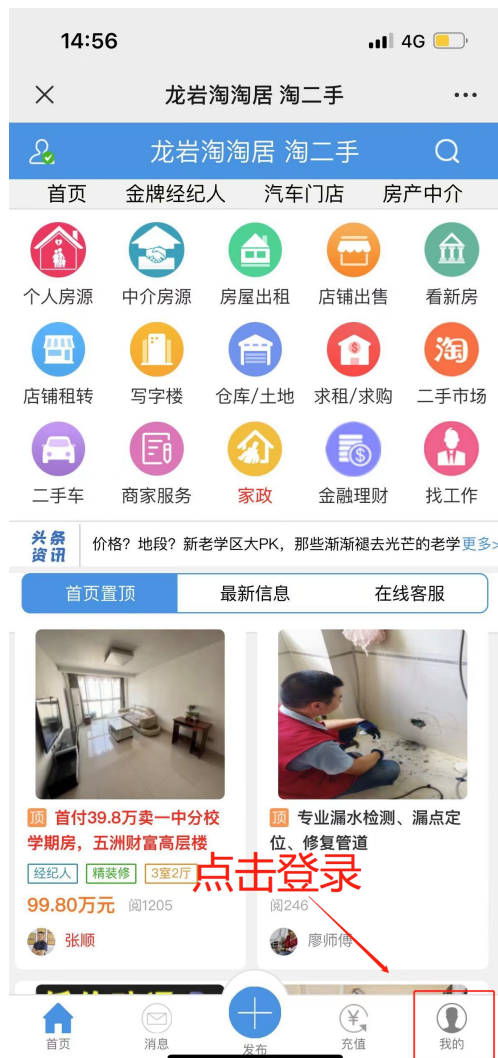 14:56
4G
龙岩淘淘居 淘二手
龙岩淘淘居 淘二手
首页 金牌经纪人 汽车门店 房产中介
个人房源 中介房源 房屋出租 店铺出售 看新房
淘
店铺租转 写字楼 仓库/土地 求租/求购 二手市场
二手车 商家服务 家政 金融理财 找工作
头条
资讯
价格？地段？新老学区大PK，那些渐渐褪去光芒的老学 更多>
首页置顶 最新信息 在线客服
顶 首付39.8万卖一中分校
学期房，五洲财富高层楼
经纪人 精装修 3室2厅
99.80万元 阅1205
张顺
顶 专业漏水检测、漏点定
位、修复管道
阅246
廖师傅
点击登录
首页 消息 发布 充值 我的